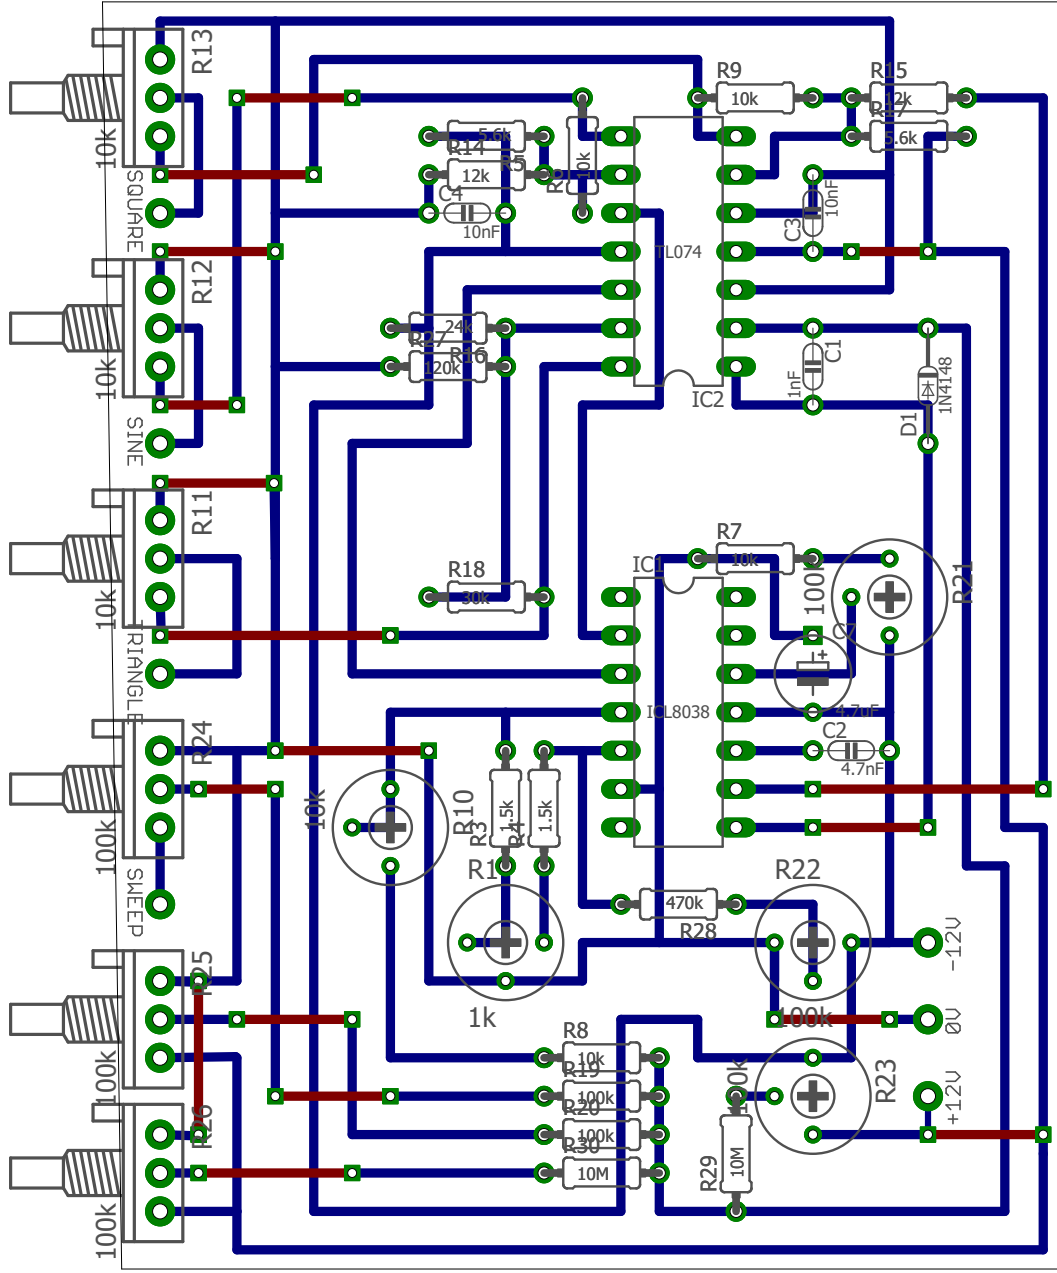 R13
10k
SQUARE
R12
10k
SINE
R11
10k
TRIANGLE
R24
100k
SWEEP
R25
100k
R26
100k
R9
10k
R15
12k
R17
5.6k
5.6k
R14
R5
12k
C4
10nF
R6
10k
TL074
IC2
C3
10nF
24k
R27
R16
120k
C1
1nF
D1
1N4148
R18
30k
IC1
ICL8038
R7
10k
100k
R21
C7
+
4.7uF
C2
4.7nF
10k
R10
R3
1.5k
R4
1.5k
R1
1k
470k
R28
R22
100k
-12V
0V
+12V
R8
10k
R19
100k
R20
100k
R30
10M
R29
10M
100k
R23